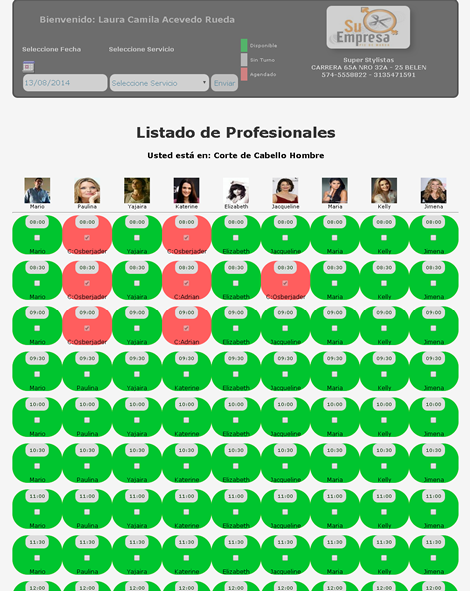 Bienvenido: Laura Camila Acevedo Rueda
Su
Empresa
Seleccione Fecha
Seleccione Servicio
Disponible
Sin Turno
Agendado
13/08/2014
Seleccione Servicio
Enviar
Super Stylistas
CARRERA 65A NRO 32A - 25 BELEN
574-5558822 - 3135471591
Listado de Profesionales
Usted está en: Corte de Cabello Hombre
Mario Paulina Yajaira Katerine Elizabeth Jacqueline Maria Kelly Jimena
08:00 08:00 08:00 08:00 08:00 08:00 08:00 08:00 08:00
Mario C:Osberjader Yajaira C:Osberjader Elizabeth Jacqueline Maria Kelly Jimena
08:30 08:30 08:30 08:30 08:30 08:30 08:30 08:30 08:30
Mario C:Osberjader Yajaira C:Adrian Elizabeth C:Osberjader Maria Kelly Jimena
09:00 09:00 09:00 09:00 09:00 09:00 09:00 09:00 09:00
Mario C:Osberjader Yajaira C:Adrian Elizabeth Jacqueline Maria Kelly Jimena
09:30 09:30 09:30 09:30 09:30 09:30 09:30 09:30 09:30
Mario Paulina Yajaira Katerine Elizabeth Jacqueline Maria Kelly Jimena
10:00 10:00 10:00 10:00 10:00 10:00 10:00 10:00 10:00
Mario Paulina Yajaira Katerine Elizabeth Jacqueline Maria Kelly Jimena
10:30 10:30 10:30 10:30 10:30 10:30 10:30 10:30 10:30
Mario Paulina Yajaira Katerine Elizabeth Jacqueline Maria Kelly Jimena
11:00 11:00 11:00 11:00 11:00 11:00 11:00 11:00 11:00
Mario Paulina Yajaira Katerine Elizabeth Jacqueline Maria Kelly Jimena
11:30 11:30 11:30 11:30 11:30 11:30 11:30 11:30 11:30
Mario Paulina Yajaira Katerine Elizabeth Jacqueline Maria Kelly Jimena
12:00 12:00 12:00 12:00 12:00 12:00 12:00 12:00 12:00